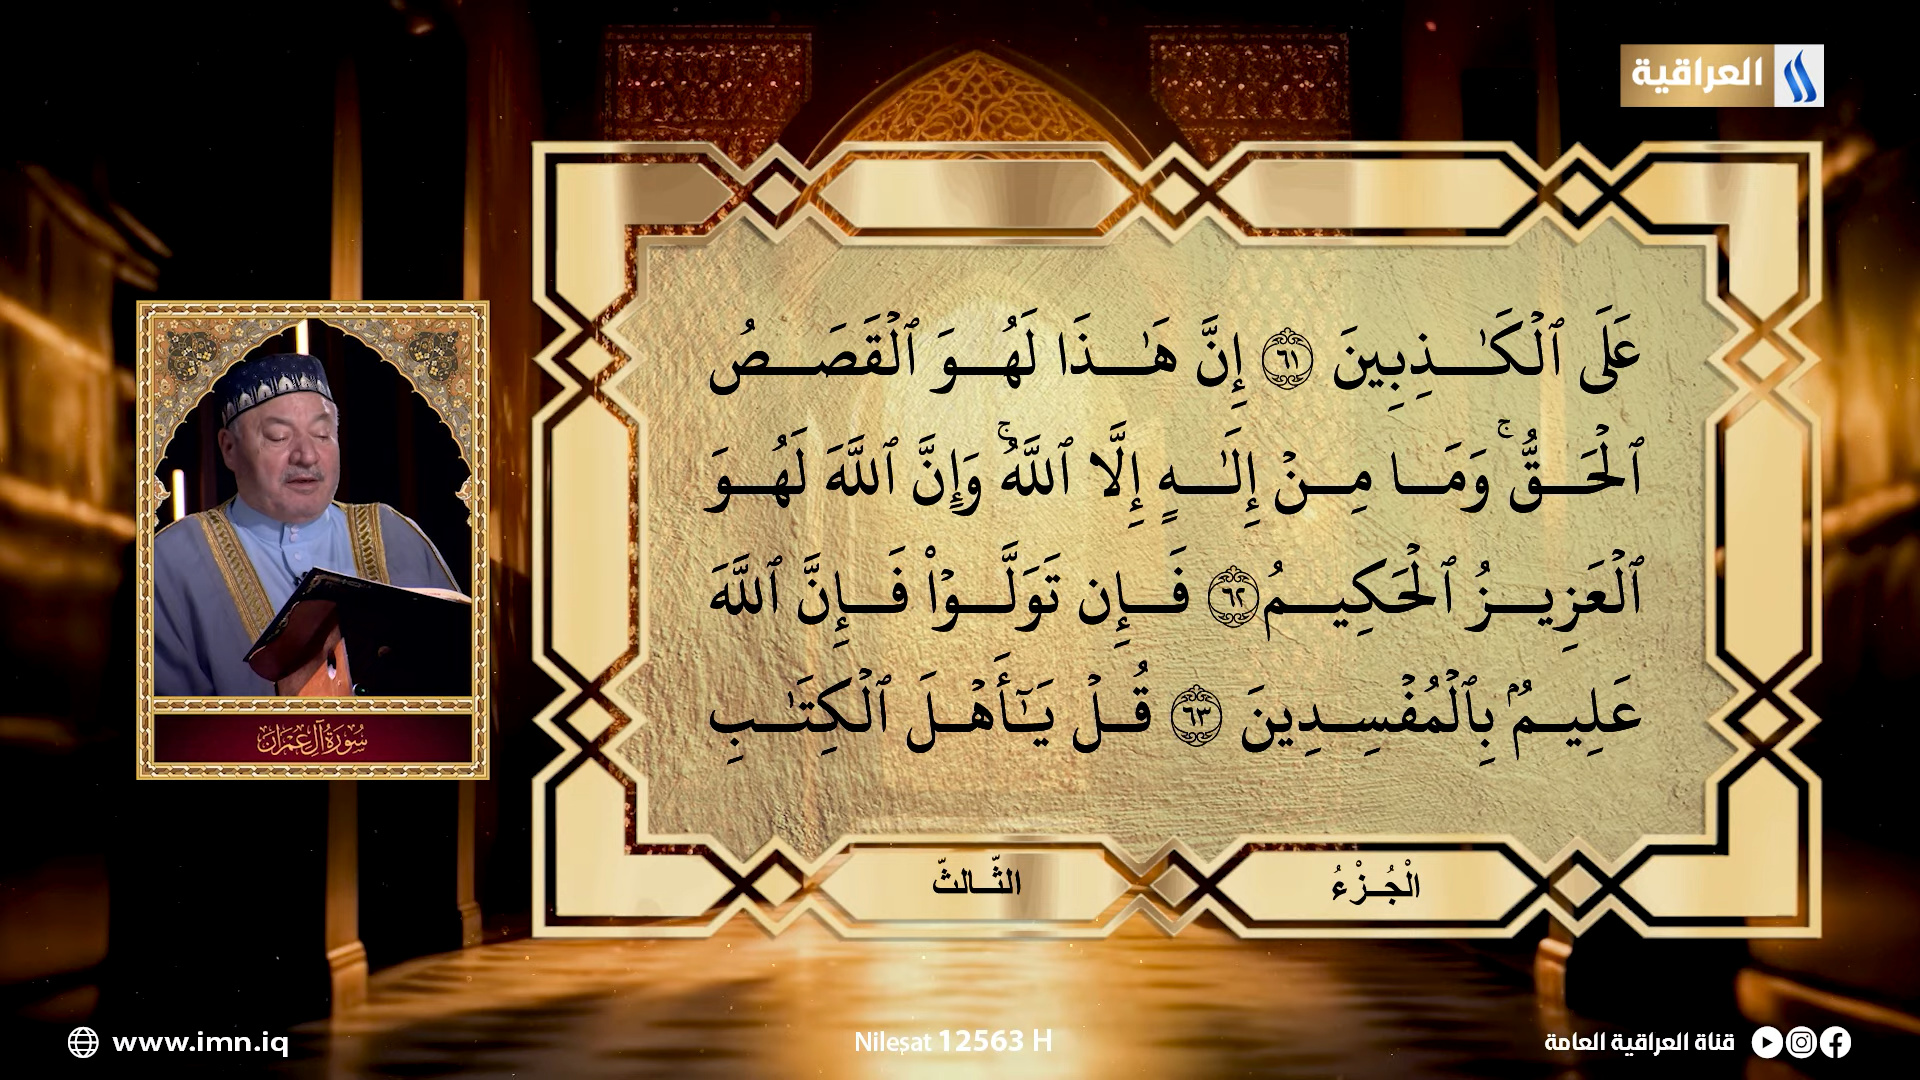 العراقية
عَلَى ٱلْكَـٰذِبِينَ ٦١ إِنَّ هَـٰذَا لَهُوَ ٱلْقَصَصُ
ٱلْحَقُّ ۚ وَمَا مِنْ إِلَـٰهٍ إِلَّا ٱللَّهُ ۚ وَإِنَّ ٱللَّهَ لَهُوَ
ٱلْعَزِيزُ ٱلْحَكِيمُ ٦٢ فَإِن تَوَلَّوْا۟ فَإِنَّ ٱللَّهَ
عَلِيمٌۢ بِٱلْمُفْسِدِينَ ٦٣ قُلْ يَـٰٓأَهْلَ ٱلْكِتَـٰبِ
سُورَةُ آلِ عِمْرَانَ
الْجُزْءُ الثَّالثّ
www.imn.iq
Nileșat 12563 H
قناة العراقية العامة